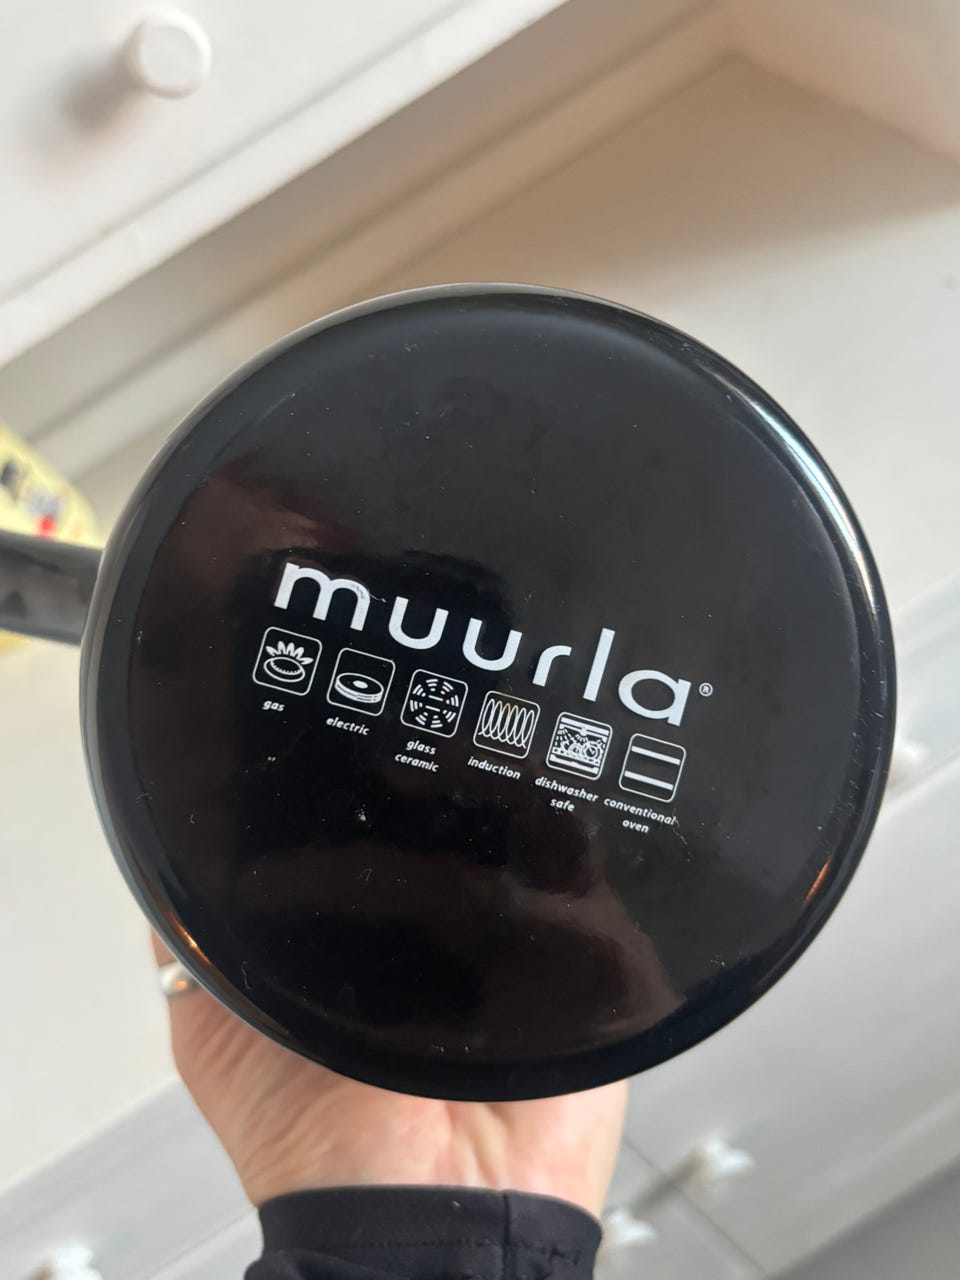 muurla®
gas
electric
glass
ceramic
induction
dishwasher
safe
conventional
oven